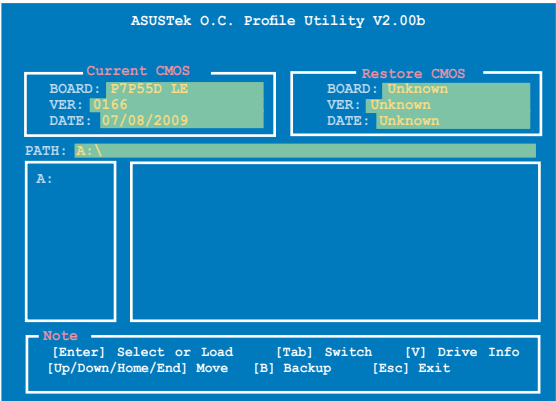 ASUSTek O.C. Profile Utility V2.00b
Current CMOS
BOARD: P7P55D LE
VER: 0166
DATE: 07/08/2009
Restore CMOS
BOARD: Unknown
VER: Unknown
DATE: Unknown
PATH: A:\
A:
Note
[Enter] Select or Load [Tab] Switch [V] Drive Info
[Up/Down/Home/End] Move [B] Backup [Esc] Exit